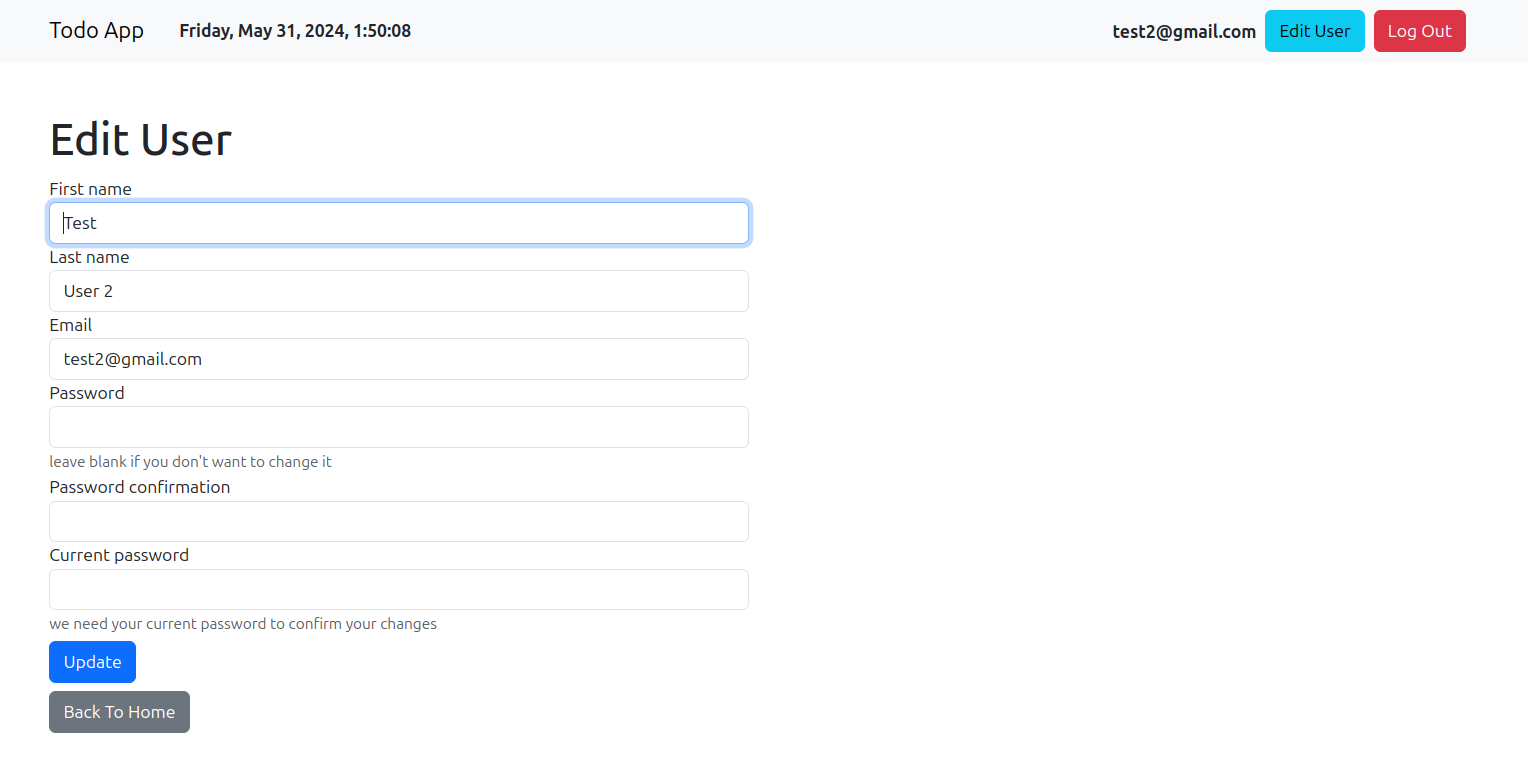 Todo App Friday, May 31, 2024, 1:50:08 test2@gmail.com Edit User Log Out
Edit User
First name
Test
Last name
User 2
Email
test2@gmail.com
Password
leave blank if you don't want to change it
Password confirmation
Current password
we need your current password to confirm your changes
Update
Back To Home